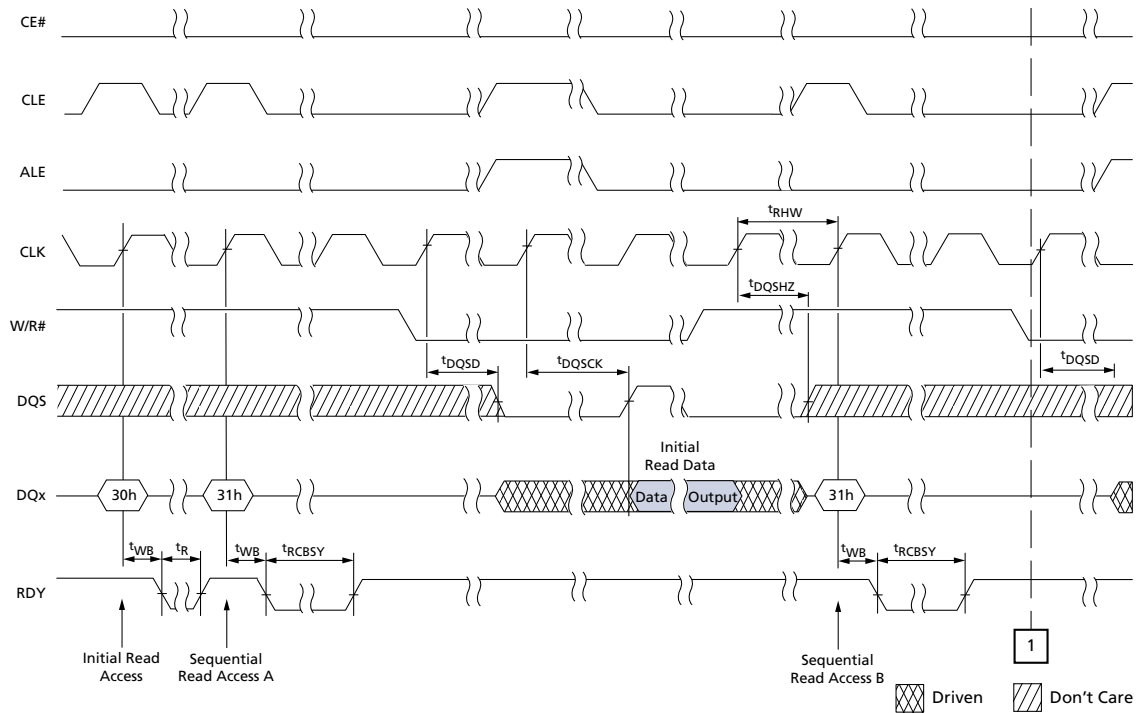 CE#
CLE
ALE
tRHW
CLK
tDQSHZ
W/R#
tDQSD
tDQSCK
tDQSD
DQS
Initial
Read Data
DQx
30h
31h
Data
Output
31h
tWB
tR
tWB
tRCBSY
tWB
tRCBSY
RDY
Initial Read
Access
Sequential
Read Access A
Sequential
Read Access B
1
Driven
Don't Care